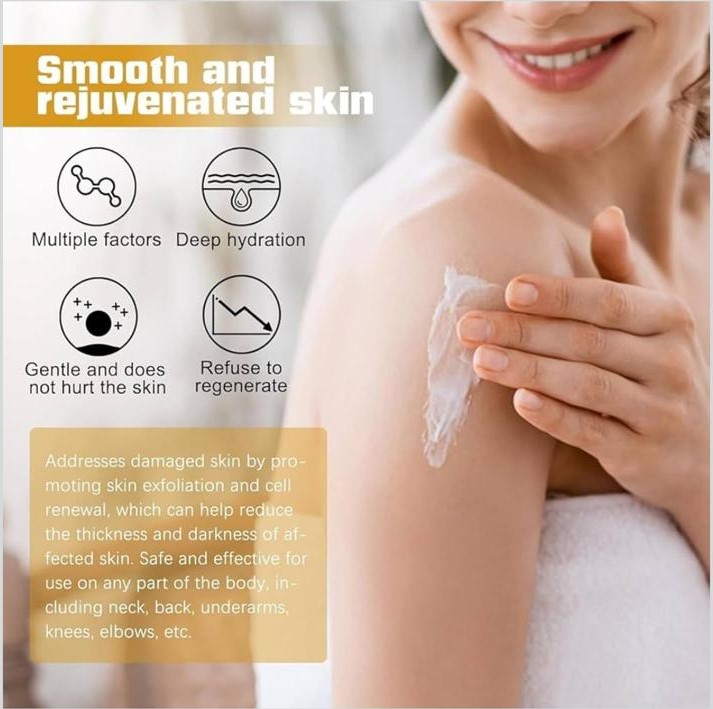 Smooth and
rejuvenated skin
Multiple factors
Deep hydration
Gentle and does
not hurt the skin
Refuse to
regenerate
Addresses damaged skin by pro-
moting skin exfoliation and cell
renewal, which can help reduce
the thickness and darkness of af-
fected skin. Safe and effective for
use on any part of the body, in-
cluding neck, back, underarms,
knees, elbows, etc.